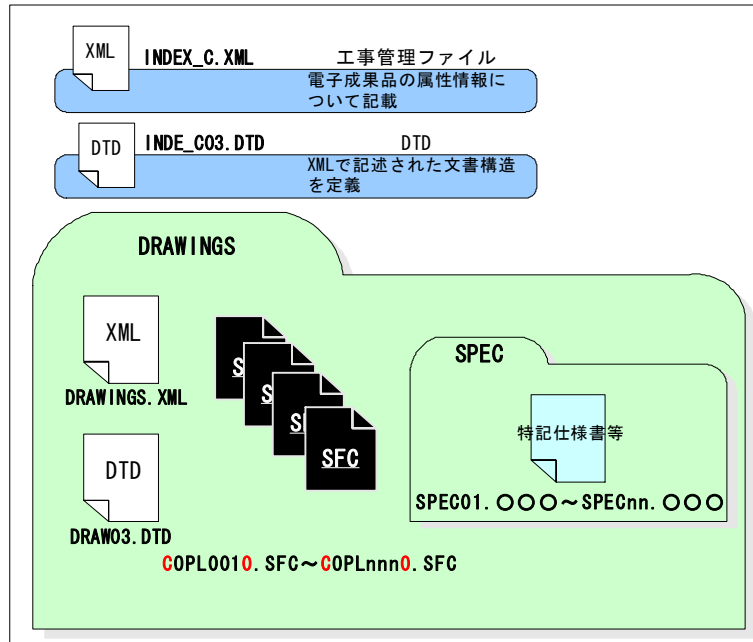 XML
INDEX_C.XML 工事管理ファイル
電子成果品の属性情報に
ついて記載
DTD
INDE_C03.DTD DTD
XMLで記述された文書構造
を定義
DRAWINGS
XML
DRAWINGS.XML
S
S
SF
SFC
SPEC
特記仕様書等
SPEC01.○○○～SPECnn.○○○
DTD
DRAW03.DTD
C0PL0010.SFC～C0PLnnn0.SFC